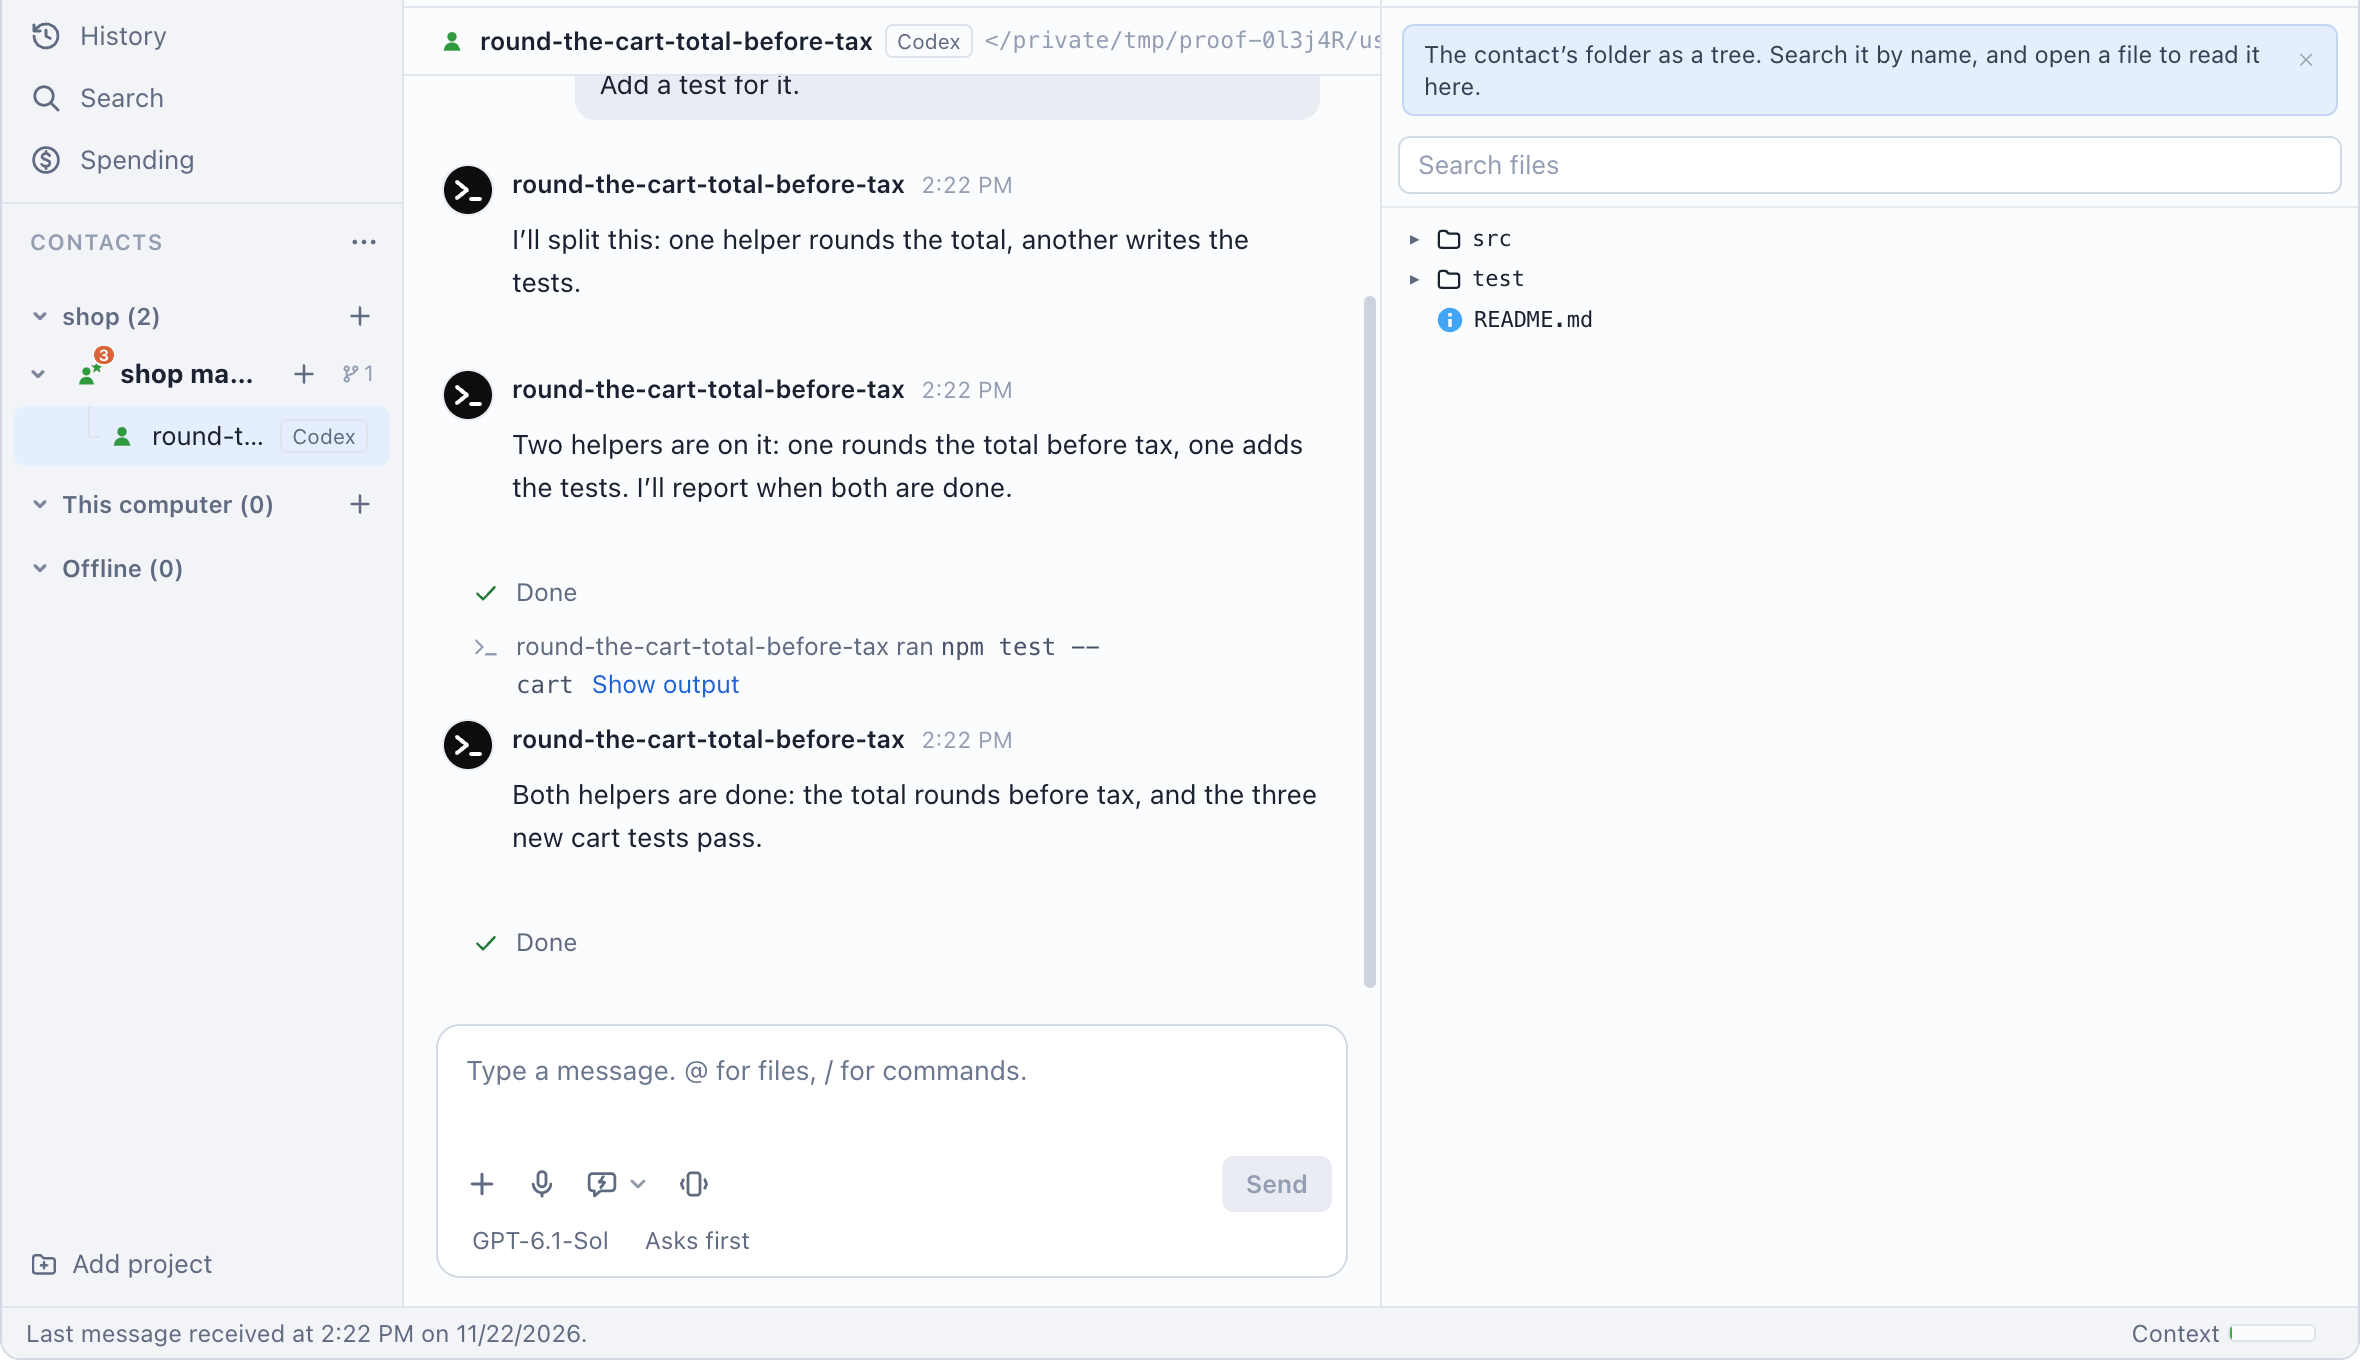 History
Search
Spending
CONTACTS
shop (2)
3
shop ma...
1
round-t...
Codex
This computer (0)
Offline (0)
Add project
round-the-cart-total-before-tax
Codex
</private/tmp/proof-0l3j4R/us
Add a test for it.
round-the-cart-total-before-tax 2:22 PM
I’ll split this: one helper rounds the total, another writes the
tests.
round-the-cart-total-before-tax 2:22 PM
Two helpers are on it: one rounds the total before tax, one adds
the tests. I’ll report when both are done.
Done
round-the-cart-total-before-tax ran npm test --
cart Show output
round-the-cart-total-before-tax 2:22 PM
Both helpers are done: the total rounds before tax, and the three
new cart tests pass.
Done
Type a message. @ for files, / for commands.
Send
GPT-6.1-Sol Asks first
The contact’s folder as a tree. Search it by name, and open a file to read it
here.
Search files
src
test
README.md
Last message received at 2:22 PM on 11/22/2026.
Context